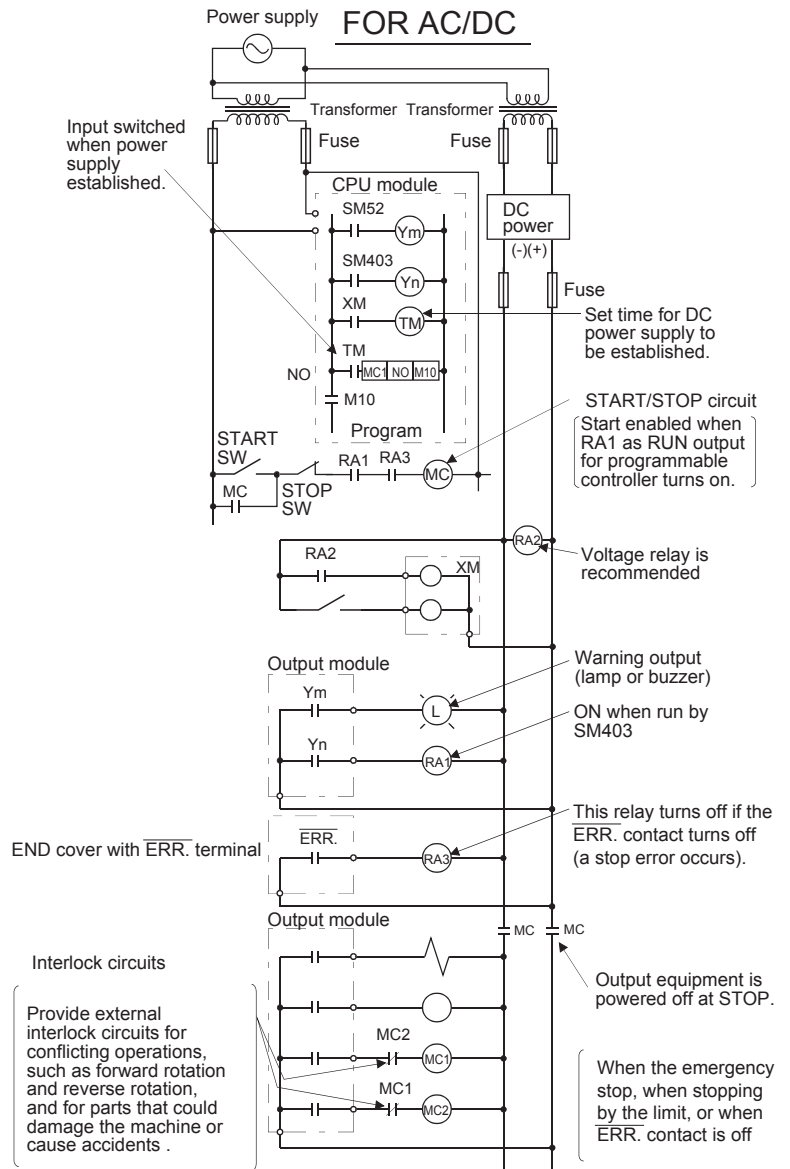 Power supply
FOR AC/DC
Transformer
Transformer
Input switched
when power
supply
established.
Fuse
Fuse
CPU module
SM52
Ym
DC
power
(-)(+)
SM403
Yn
Fuse
XM
TM
Set time for DC
power supply to
be established.
TM
NO
MC1 NO M10
M10
Program
START/STOP circuit
Start enabled when
RA1 as RUN output
for programmable
controller turns on.
START
SW
RA1
RA3
MC
MC
STOP
SW
RA2
RA2
XM
Voltage relay is
recommended
Output module
Ym
L
Warning output
(lamp or buzzer)
Yn
RA1
ON when run by
SM403
END cover with ERR. terminal
ERR.
RA3
This relay turns off if the
ERR. contact turns off
(a stop error occurs).
Output module
MC
MC
Output equipment is
powered off at STOP.
Interlock circuits
Provide external
interlock circuits for
conflicting operations,
such as forward rotation
and reverse rotation,
and for parts that could
damage the machine or
cause accidents .
MC2
MC1
MC1
MC2
When the emergency
stop, when stopping
by the limit, or when
ERR. contact is off